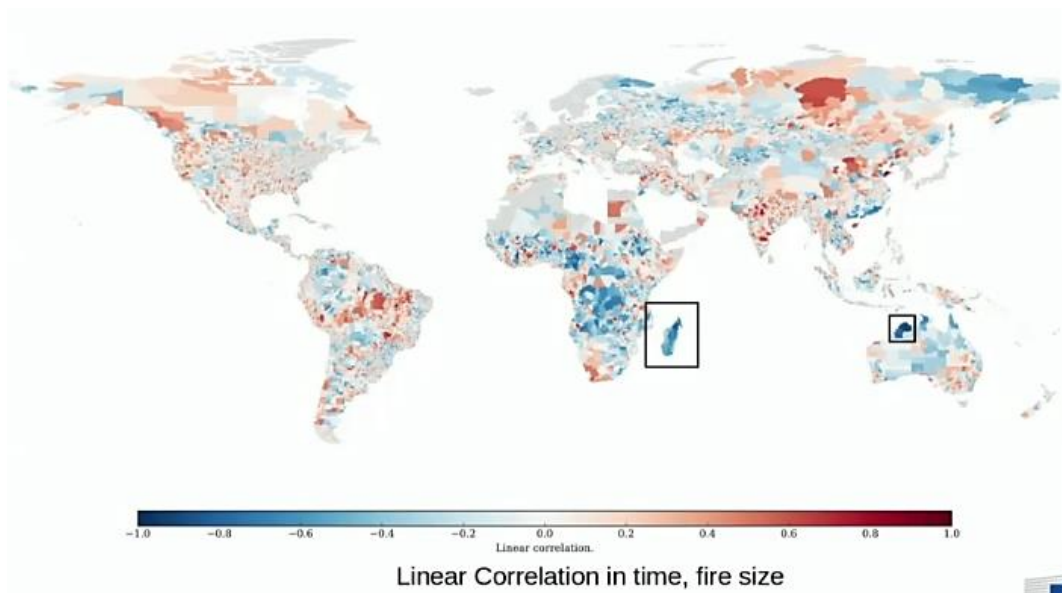 −1.0 −0.8 −0.6 −0.4 −0.2 0.0 0.2 0.4 0.6 0.8 1.0
Linear correlation.
Linear Correlation in time, fire size